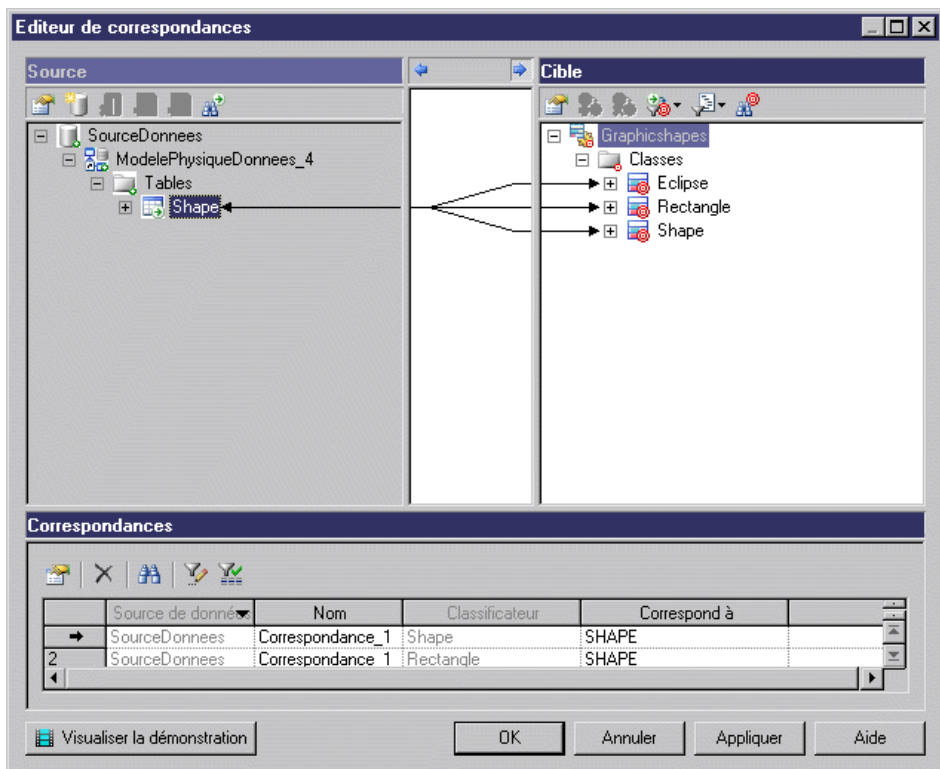 Editeur de correspondances
Source
Cible
SourceDonnees
ModelePhysiqueDonnees_4
Tables
Shape
Graphicshapes
Classes
Eclipse
Rectangle
Shape
Correspondances
Source de données Nom Classificateur Correspond à
SourceDonnees Correspondance_1 Shape SHAPE
2 SourceDonnees Correspondance_1 Rectangle SHAPE
Visualiser la démonstration OK Annuler Appliquer Aide